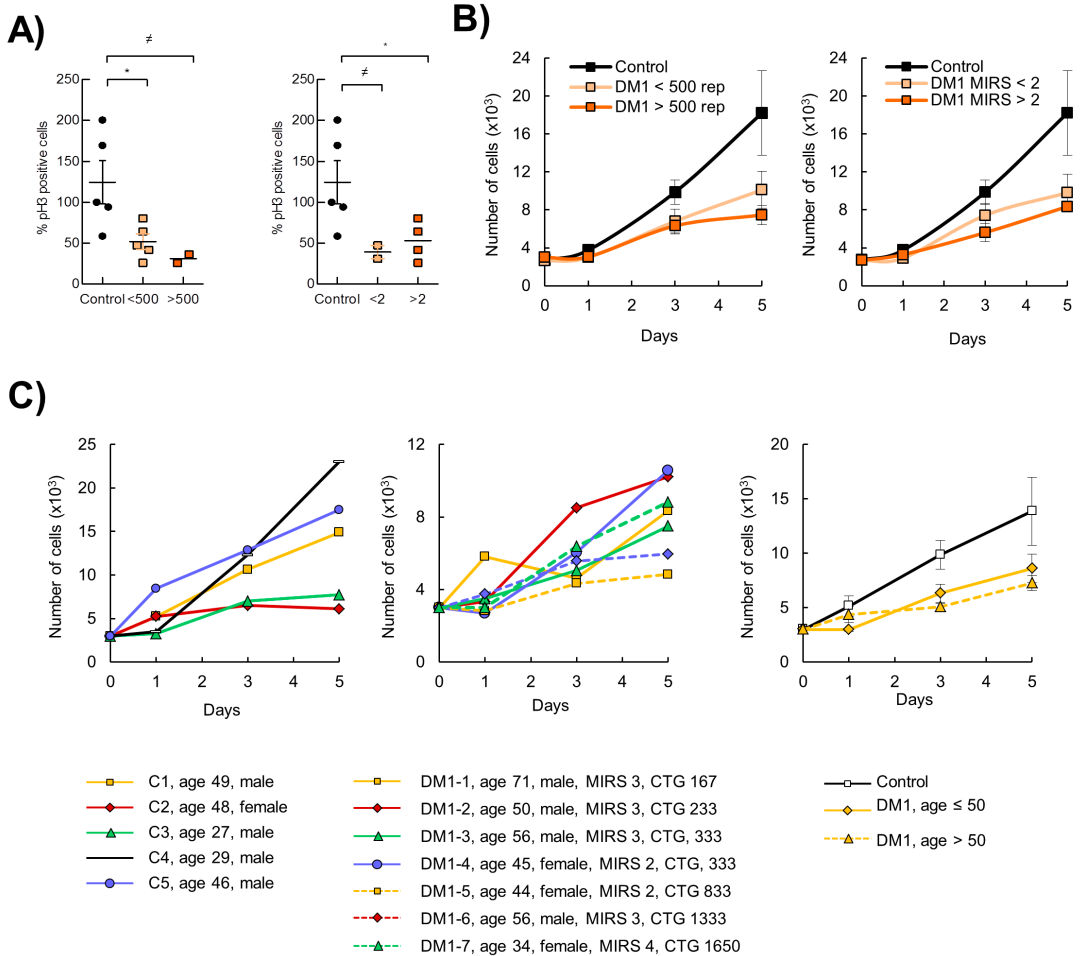 A)
≠
*
% pH3 positive cells
250
200
150
100
50
0
Control <500 >500
*
≠
% pH3 positive cells
250
200
150
100
50
0
Control <2 >2
B)
Number of cells (x10³)
24
20
16
12
8
4
0
Control
DM1 < 500 rep
DM1 > 500 rep
0 1 2 3 4 5
Days
Number of cells (x10³)
24
20
16
12
8
4
0
Control
DM1 MIRS < 2
DM1 MIRS > 2
0 1 2 3 4 5
Days
C)
Number of cells (x10³)
25
20
15
10
5
0
0 1 2 3 4 5
Days
Number of cells (x10³)
12
8
4
0
0 1 2 3 4 5
Days
Number of cells (x10³)
20
15
10
5
0
0 1 2 3 4 5
Days
C1, age 49, male
C2, age 48, female
C3, age 27, male
C4, age 29, male
C5, age 46, male
DM1-1, age 71, male, MIRS 3, CTG 167
DM1-2, age 50, male, MIRS 3, CTG 233
DM1-3, age 56, male, MIRS 3, CTG, 333
DM1-4, age 45, female, MIRS 2, CTG, 333
DM1-5, age 44, female, MIRS 2, CTG 833
DM1-6, age 56, male, MIRS 3, CTG 1333
DM1-7, age 34, female, MIRS 4, CTG 1650
Control
DM1, age ≤ 50
DM1, age > 50